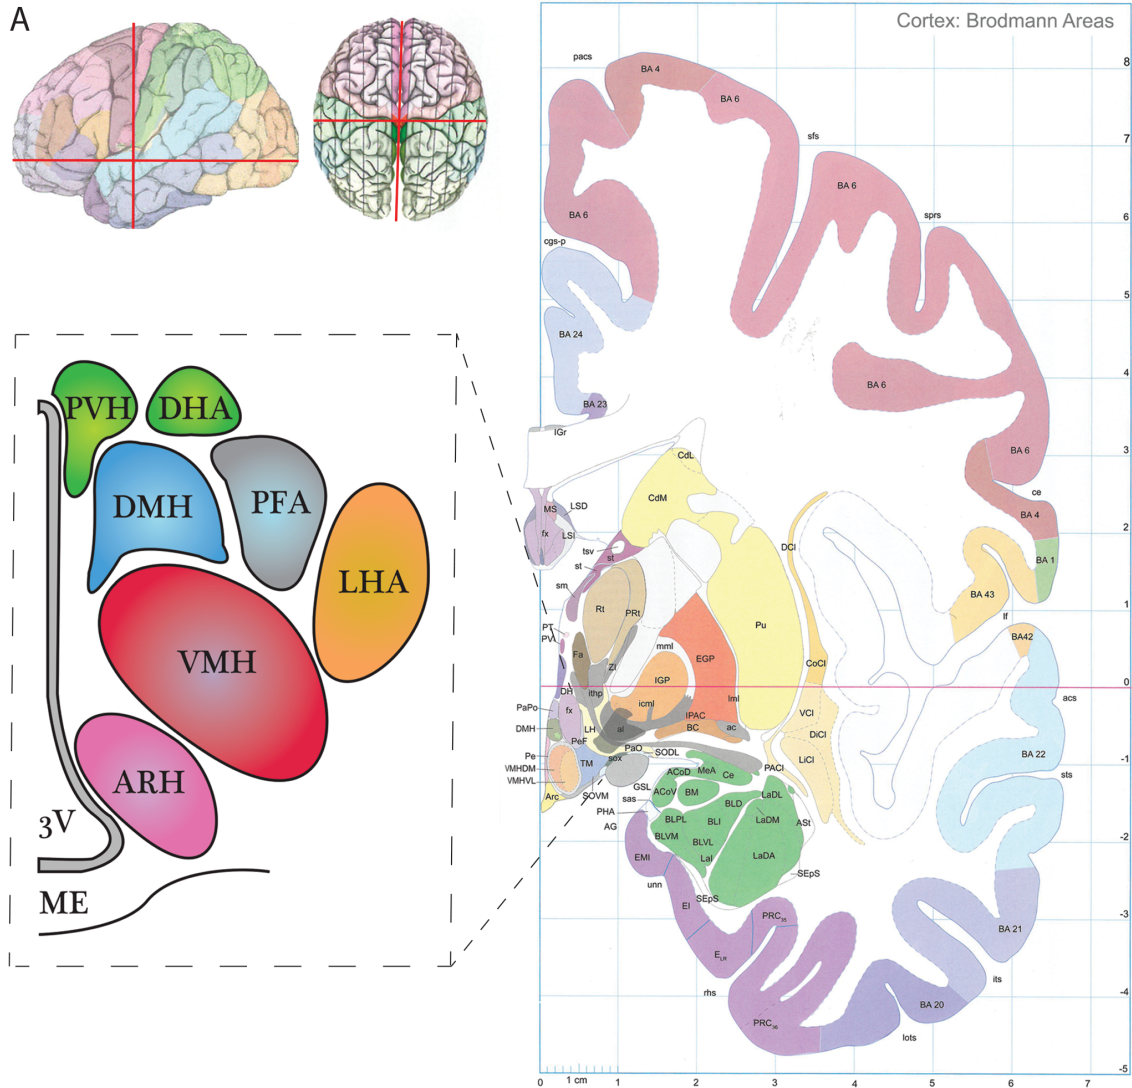 A
Cortex: Brodmann Areas
PVH
DHA
DMH
PFA
LHA
VMH
ARH
3V
ME
pacs
BA 4
BA 6
sfs
BA 6
sprs
BA 6
cgs-p
BA 24
BA 6
BA 23
IGr
BA 6
ce
BA 4
CdL
CdM
MS
LSD
fx
LSI
tsv
st
st
sm
DCl
BA 1
BA 43
lf
Rt
PRt
Pu
PT
PV
Fa
mml
EGP
BA42
ZI
IGP
CoCl
DH
ithp
icml
lml
acs
PaPo
fx
IPAC
VCl
DMH
LH
al
BC
ac
DiCl
PeF
PaO
SODL
BA 22
Pe
TM
sox
LiCl
VMHDM
ACoD
MeA
Ce
PACl
sts
VMHVL
GSL
Arc
SOVM
ACoV
BM
LaDL
sas
BLD
PHA
BLPL
BLI
LaDM
ASt
AG
BLVM
BLVL
EMI
LaI
LaDA
SEpS
unn
SEpS
EI
PRC35
BA 21
ELR
its
rhs
BA 20
PRC36
lots
8
7
6
5
4
3
2
1
0
-1
-2
-3
-4
-5
0
1 cm
1
2
3
4
5
6
7